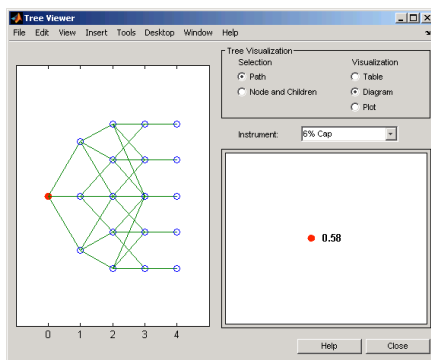 Tree Viewer
File Edit View Insert Tools Desktop Window Help
Tree Visualization
Selection Visualization
Path Table
Node and Children Diagram
Plot
Instrument: 6% Cap
0.58
0 1 2 3 4
Help Close